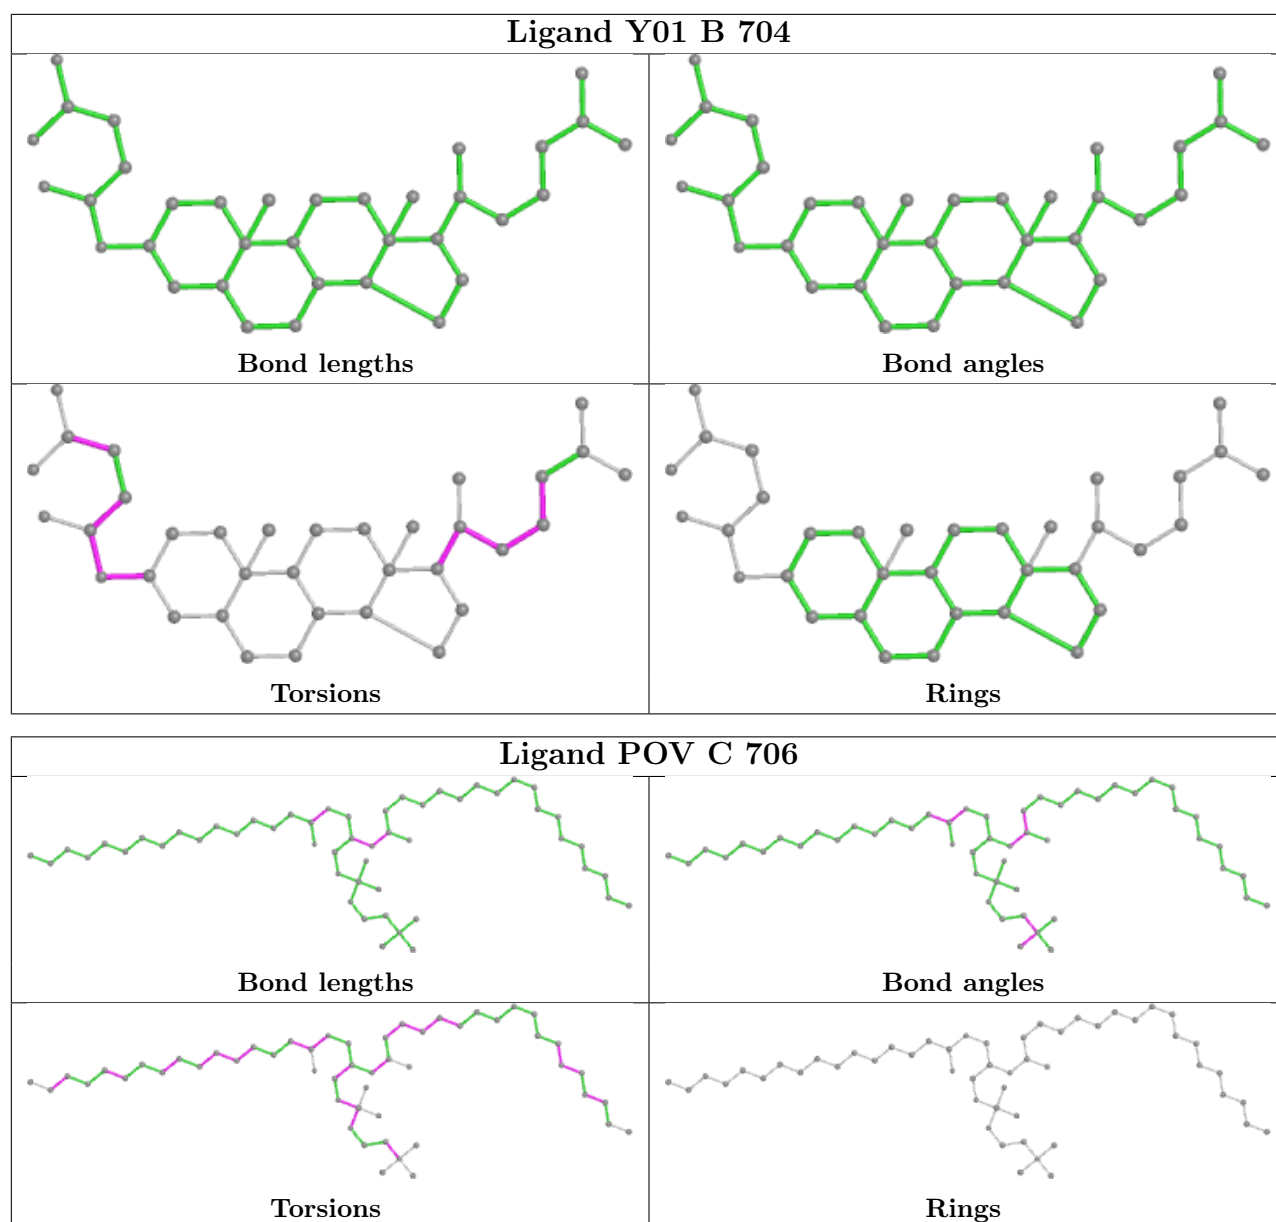 Ligand Y01 B 704
Bond lengths
Bond angles
Torsions
Rings
Ligand POV C 706
Bond lengths
Bond angles
Torsions
Rings